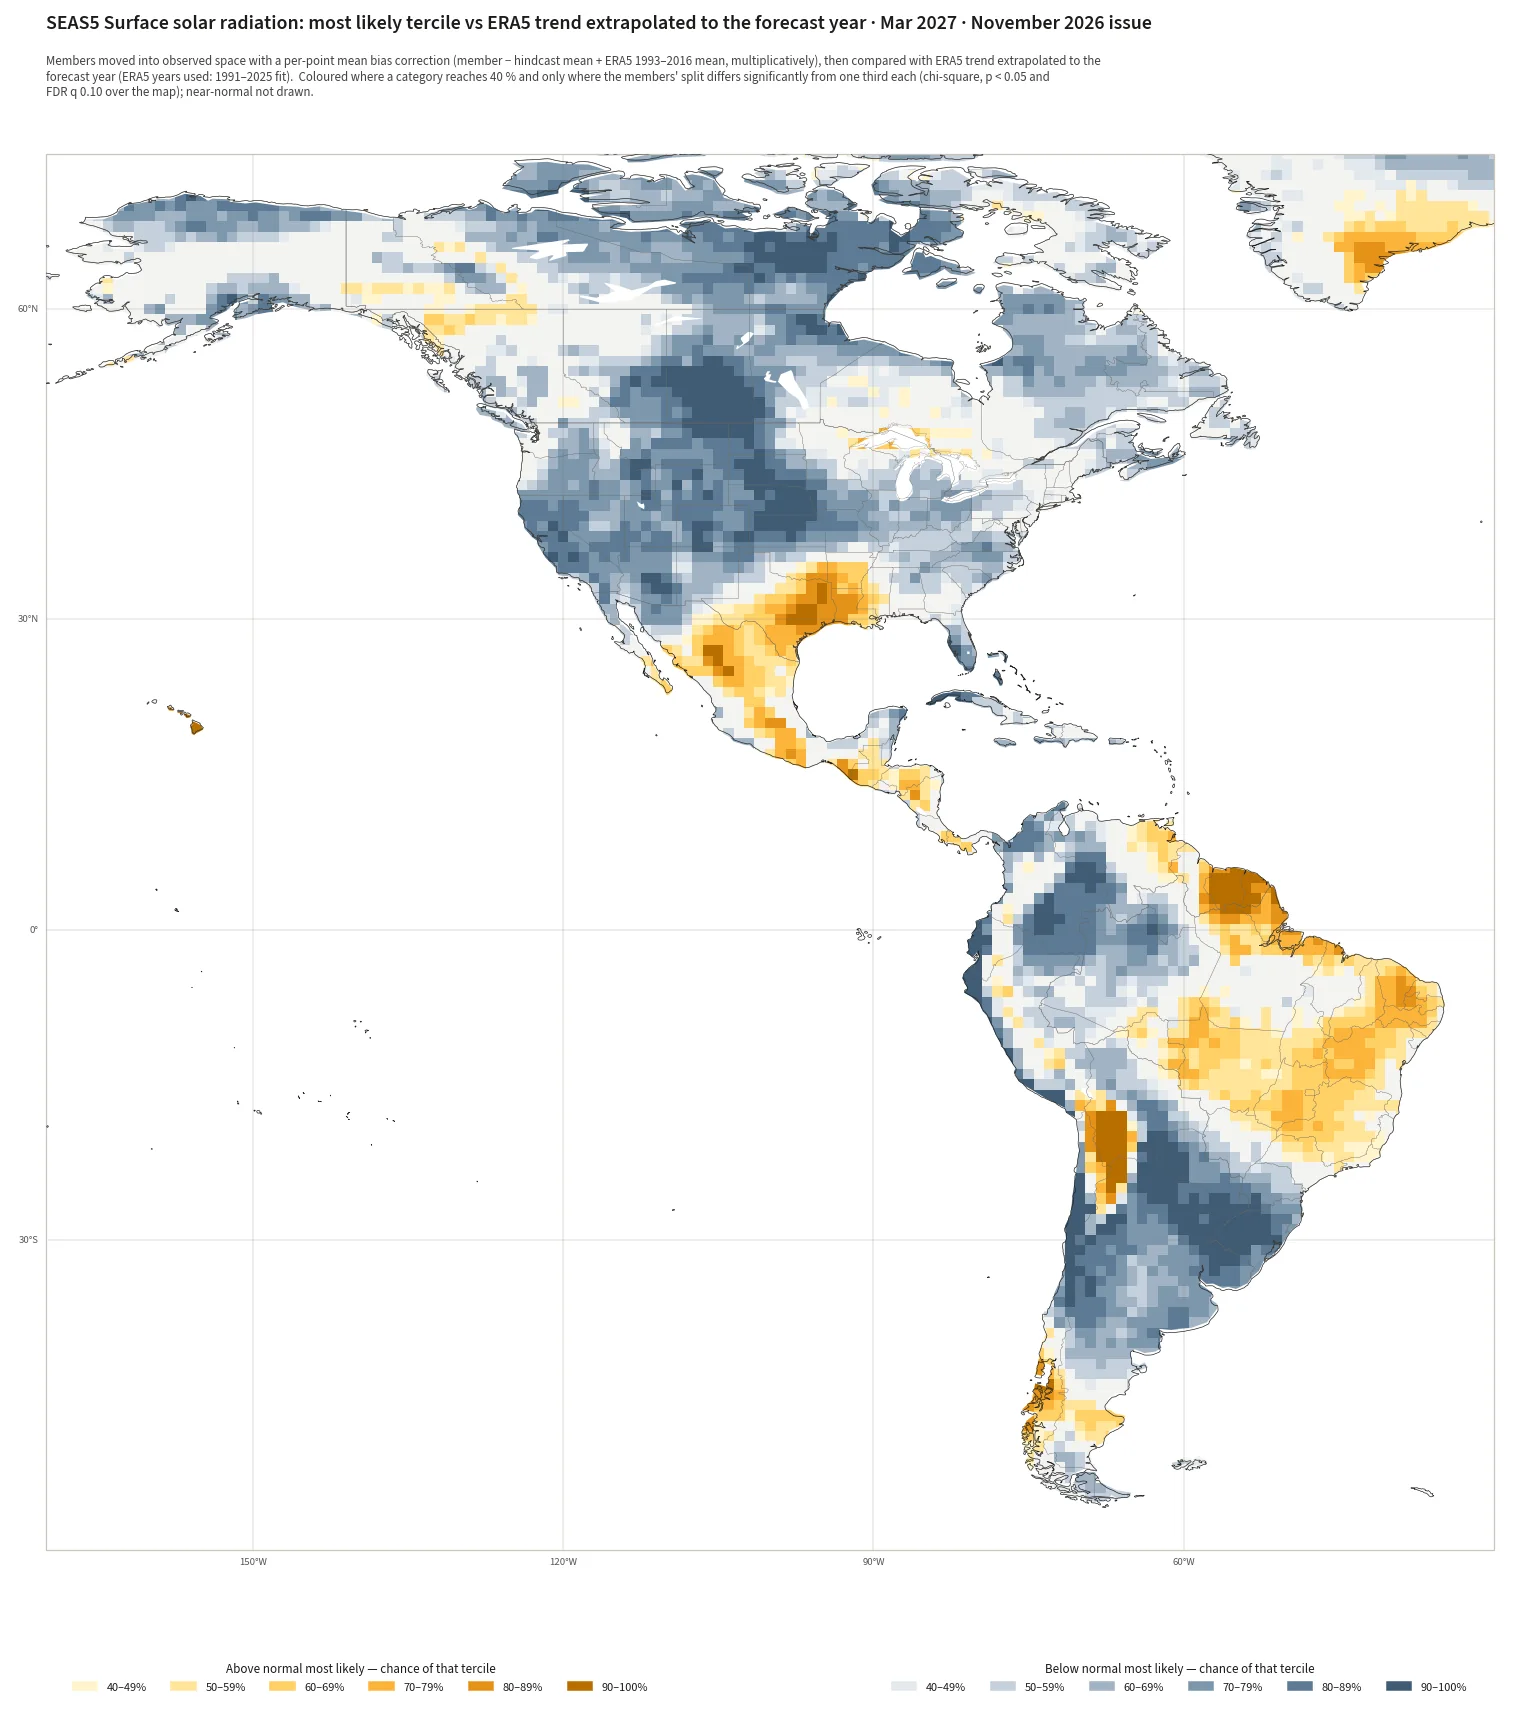 SEAS5 Surface solar radiation: most likely tercile vs ERA5 trend extrapolated to the forecast year · Mar 2027 · November 2026 issue
Members moved into observed space with a per-point mean bias correction (member − hindcast mean + ERA5 1993–2016 mean, multiplicatively), then compared with ERA5 trend extrapolated to the
forecast year (ERA5 years used: 1991–2025 fit). Coloured where a category reaches 40 % and only where the members' split differs significantly from one third each (chi-square, p < 0.05 and
FDR q 0.10 over the map); near-normal not drawn.
60°N
30°N
0°
30°S
150°W 120°W 90°W 60°W
Above normal most likely — chance of that tercile
40–49% 50–59% 60–69% 70–79% 80–89% 90–100%
Below normal most likely — chance of that tercile
40–49% 50–59% 60–69% 70–79% 80–89% 90–100%